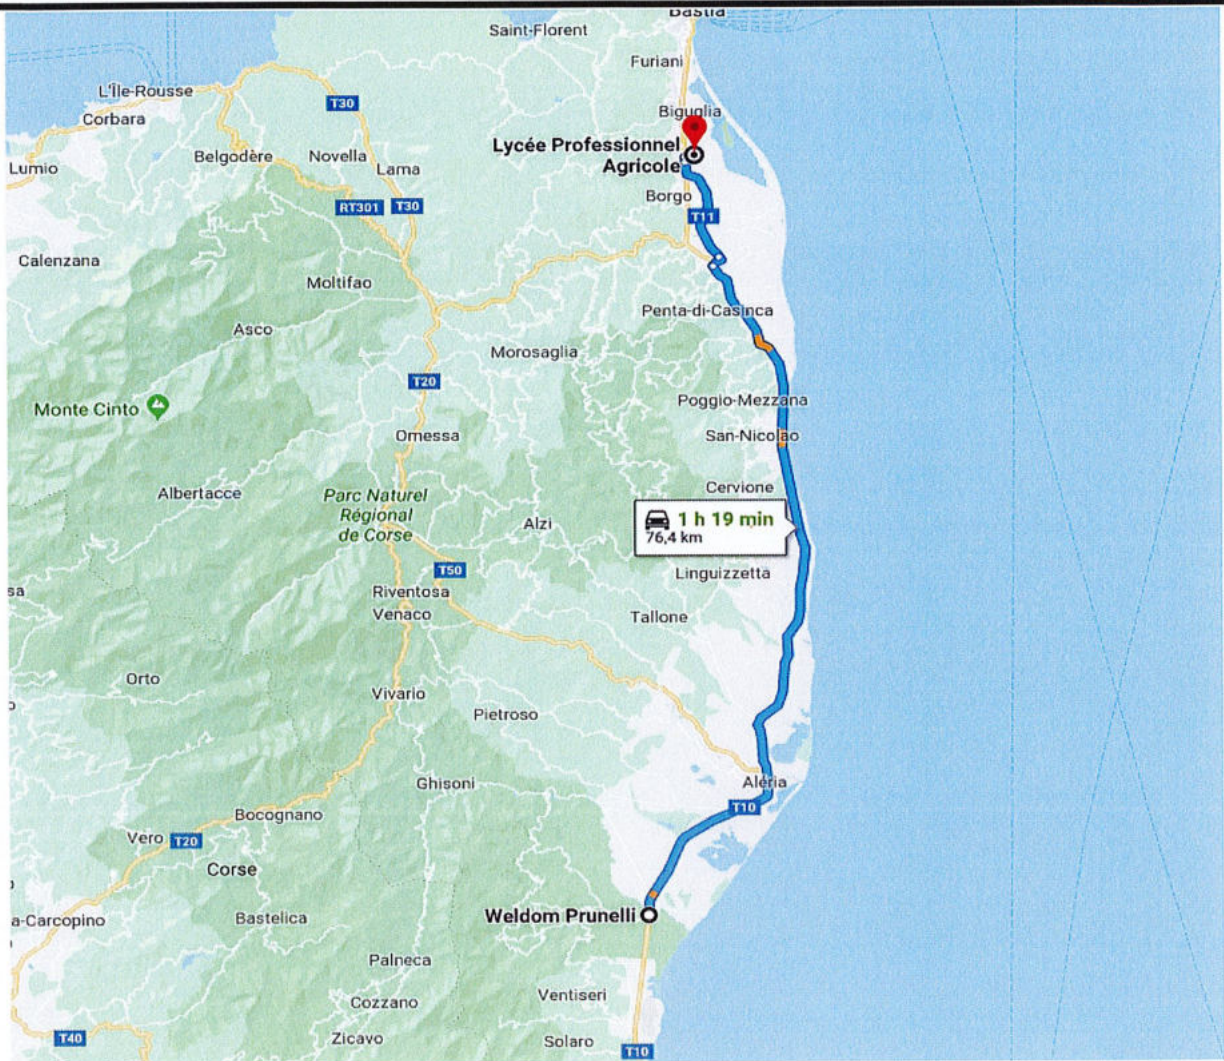 Bastia
Saint-Florent
Furiani
L'Île-Rousse
T30
Corbara
Biguglia
Lycée Professionnel
Agricole
Belgodère
Novella
Lama
Lumio
Borgo
RT301
T30
T11
Calenzana
Moltifao
Penta-di-Casinca
Asco
Morosaglia
T20
Monte Cinto
Poggio-Mezzana
Omessa
San-Nicolao
Albertacce
Parc Naturel
Régional
de Corse
Cervione
1 h 19 min
76,4 km
Alzi
T50
Linguizzetta
sa
Riventosa
Venaco
Tallone
Orto
Vivario
Pietroso
Ghisoni
Aléria
T10
Bocognano
Vero
T20
Corse
a-Carcopino
Bastelica
Weldom Prunelli
Palneca
Cozzano
Ventiseri
T40
Zicavo
Solaro
T10